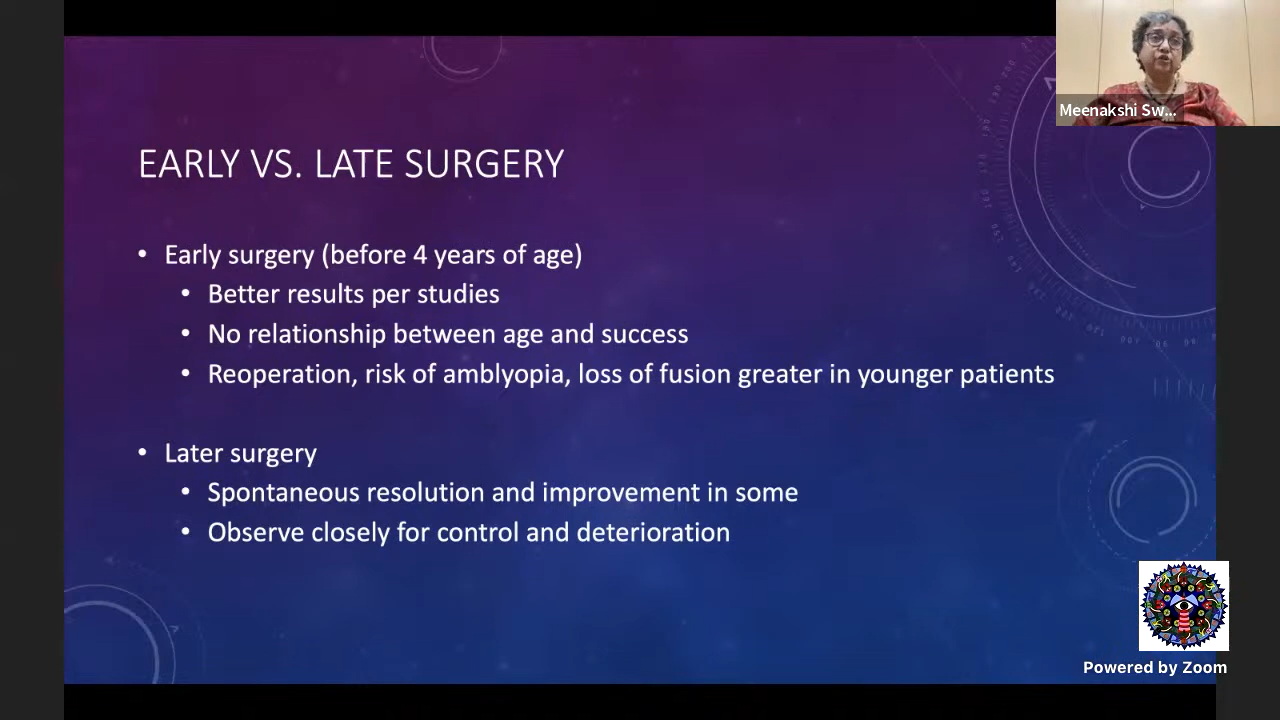 Meenakshi Sw...
EARLY VS. LATE SURGERY
• Early surgery (before 4 years of age)
• Better results per studies
• No relationship between age and success
• Reoperation, risk of amblyopia, loss of fusion greater in younger patients
• Later surgery
• Spontaneous resolution and improvement in some
• Observe closely for control and deterioration
Powered by Zoom